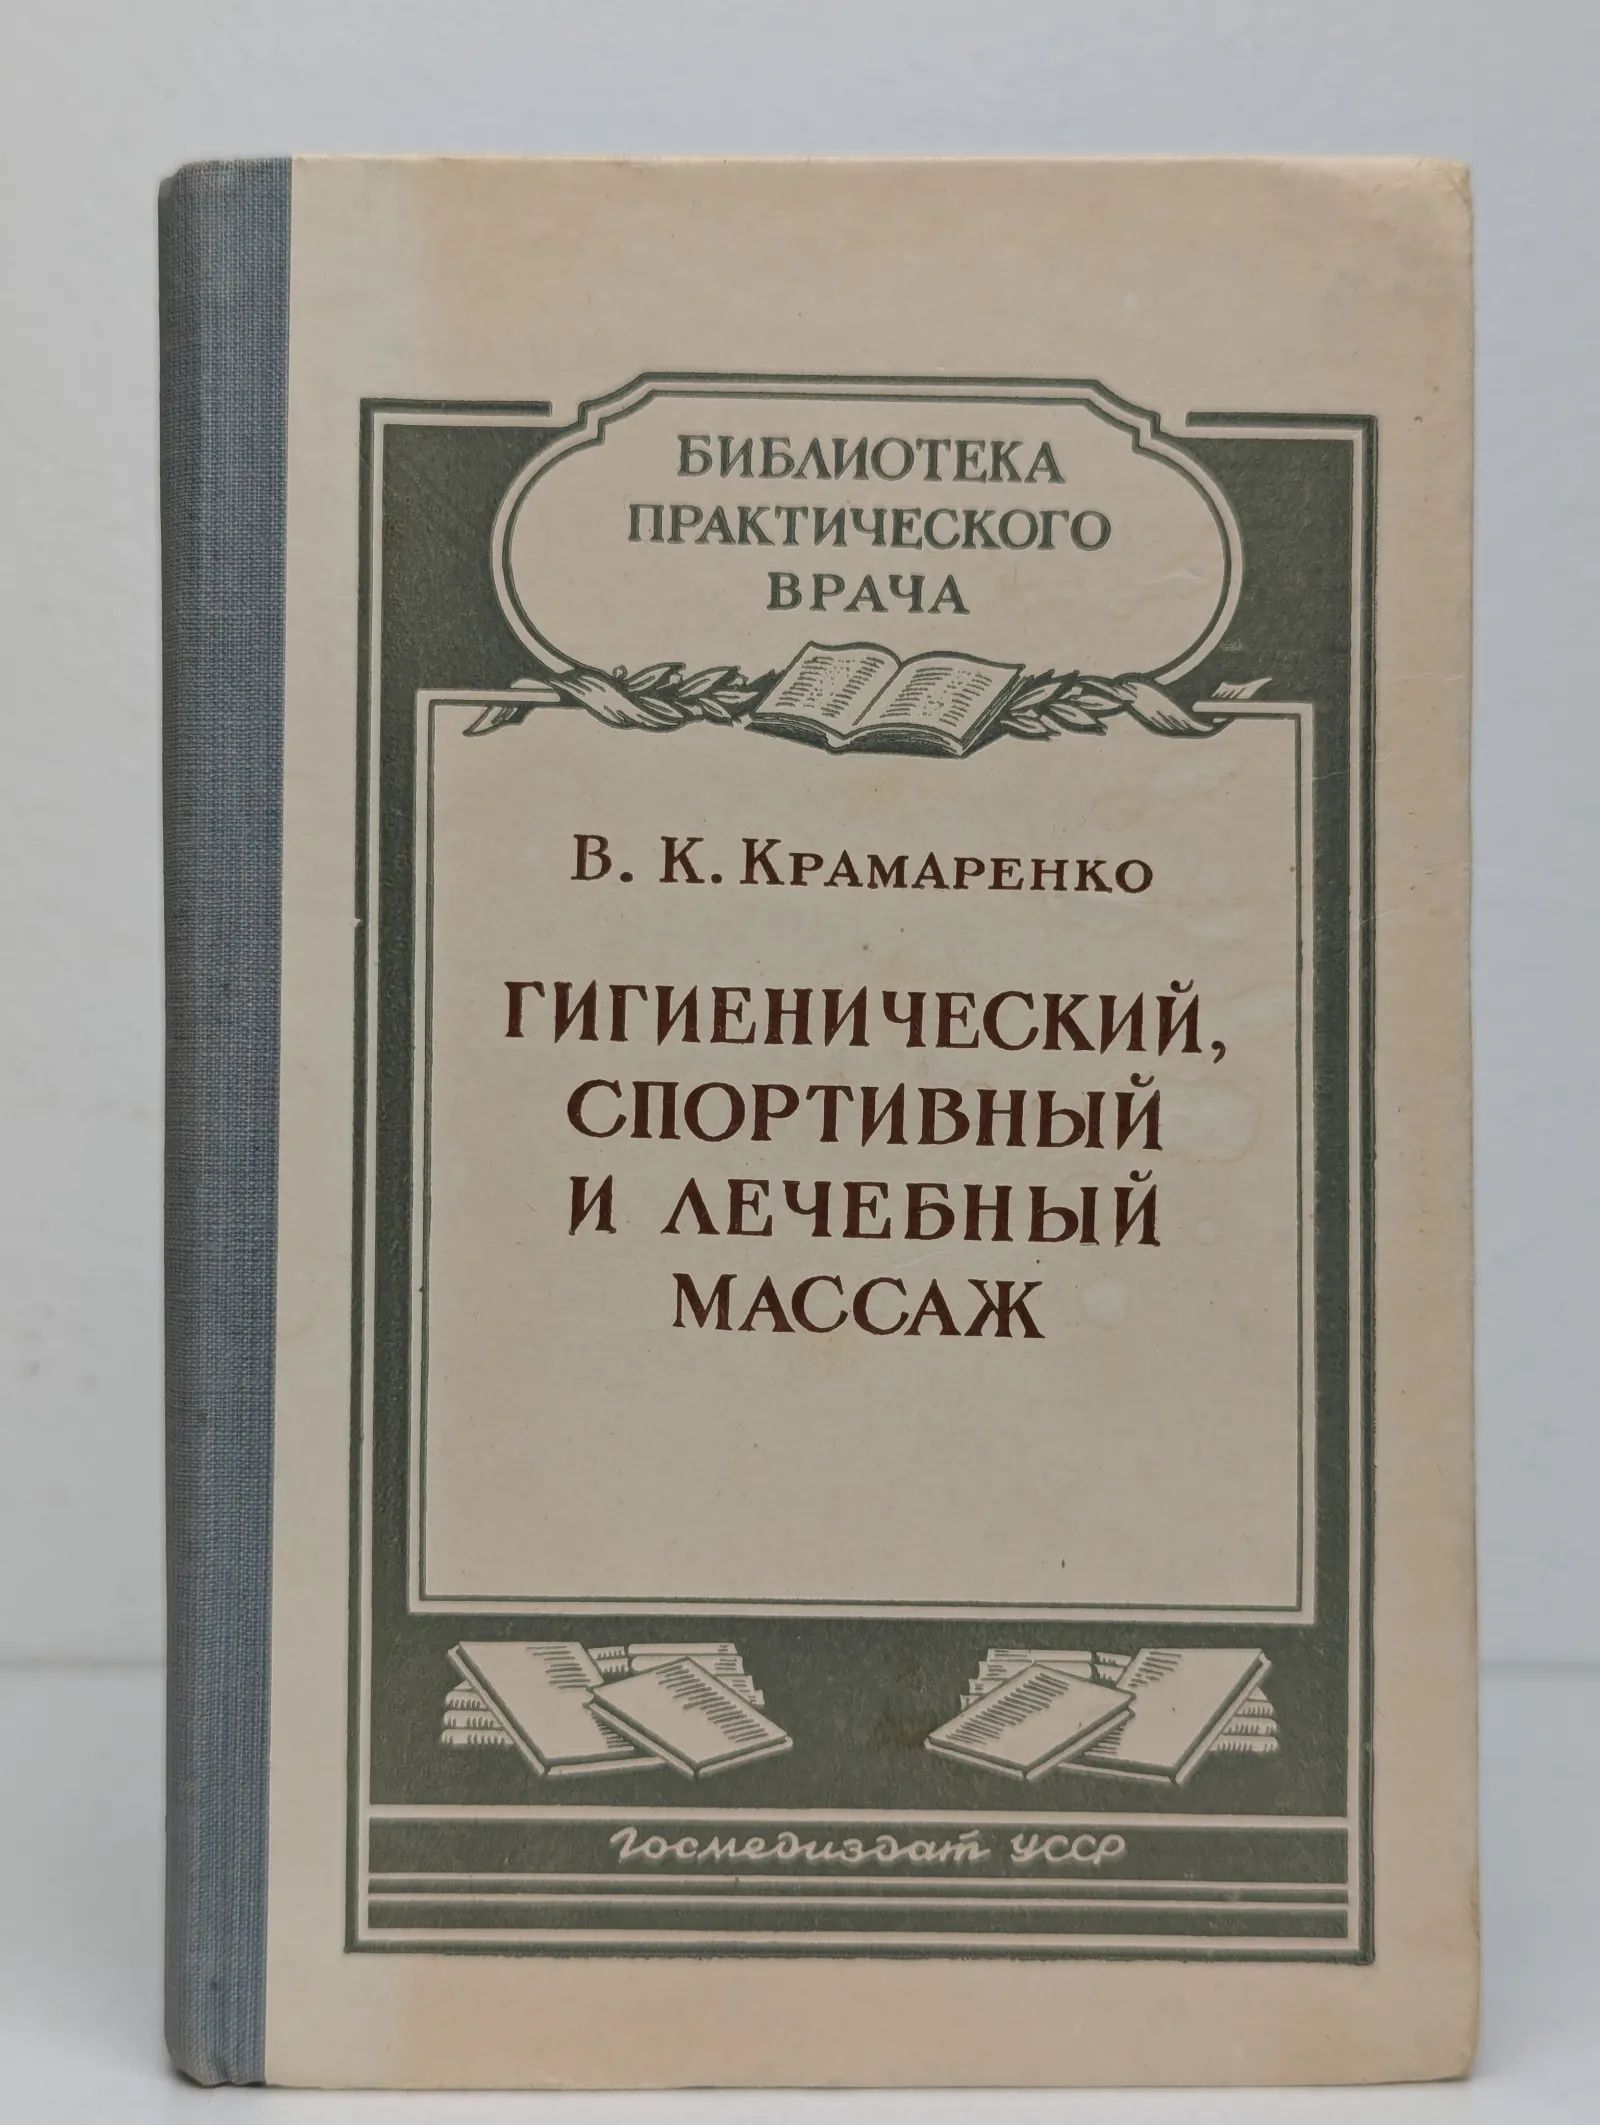 БИБЛИОТЕКА
ПРАКТИЧЕСКОГО
ВРАЧА
В. К. КРАМАРЕНКО
ГИГИЕНИЧЕСКИЙ,
СПОРТИВНЫЙ
И ЛЕЧЕБНЫЙ
МАССАЖ
Госмедиздат УССР